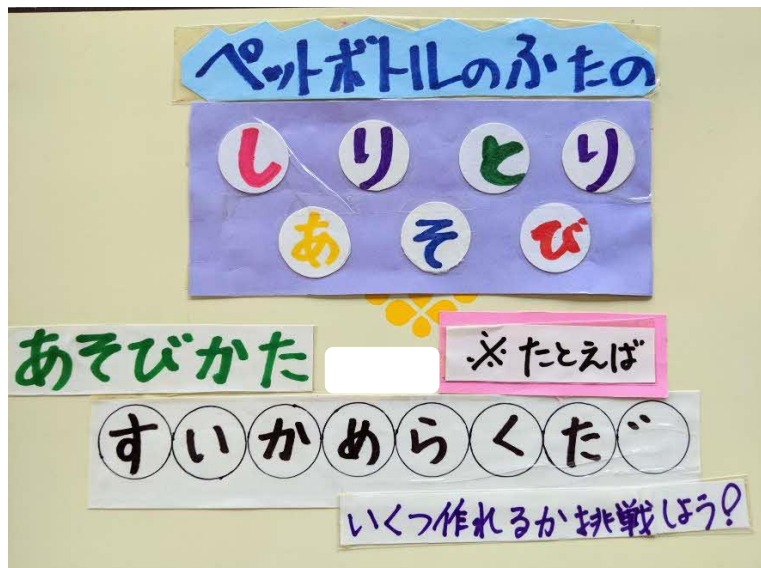 ペットボトルのふたの
しりとり
あそび
あそびかた
※たとえば
すいかめらくだ゛
いくつ作れるか挑戦しよう?